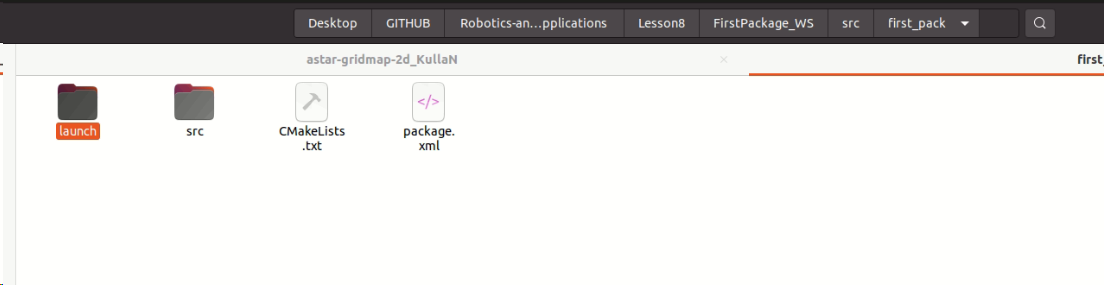 Desktop GITHUB Robotics-an...pplications Lesson8 FirstPackage_WS src first_pack
astar-gridmap-2d_KullaN × first_
launch src CMakeLists package.
.txt xml